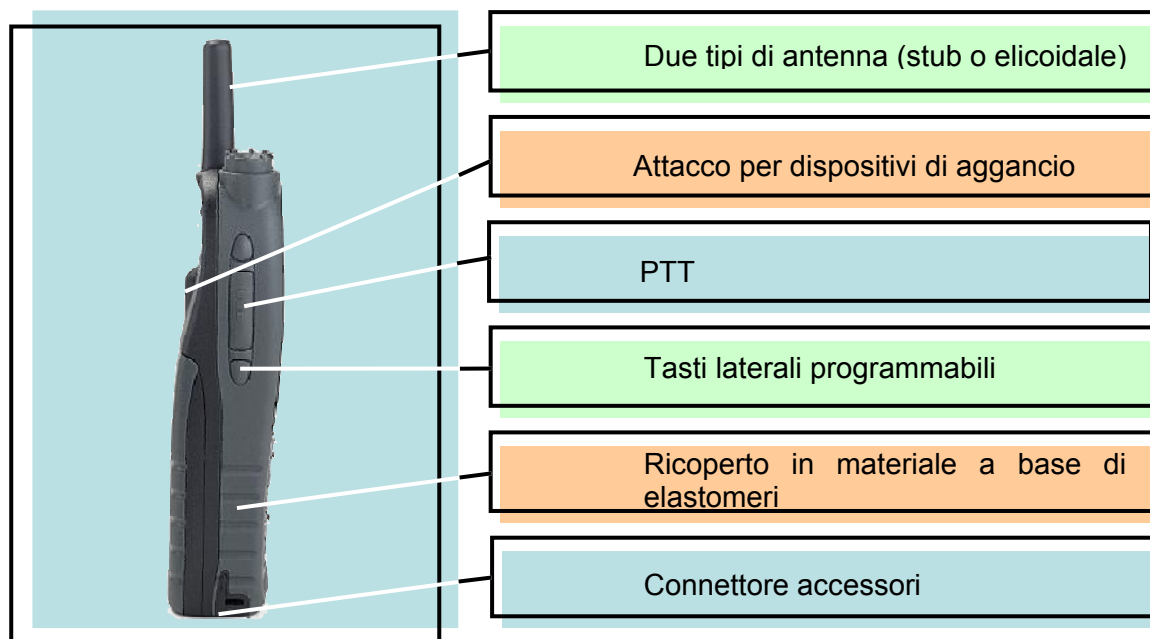 Due tipi di antenna (stub o elicoidale)
Attacco per dispositivi di aggancio
PTT
Tasti laterali programmabili
Ricoperto in materiale a base di
elastomeri
Connettore accessori